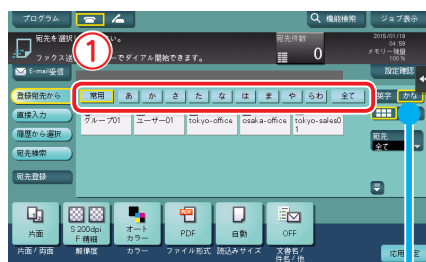 プログラム
機能検索
ジョブ表示
宛先を選択
い。
宛先件数
0
2015/01/19
04:59
メモリー残量
100 %
ファクス送
ーでダイアル開始できます。
1
E-mail受信
設定確認
登録宛先から
常用 あ か さ た な は ま や らわ 全て
英字 かな
直接入力
グループ01
ユーザー01
tokyo-office
osaka-office
tokyo-sales01
履歴から選択
宛先
全て
宛先検索
宛先登録
片面
S 200dpi
F 精細
オート
カラー
PDF
自動
OFF
片面/両面
解像度
カラー
ファイル形式
読込みサイズ
文書名/
件名/他
応用
定